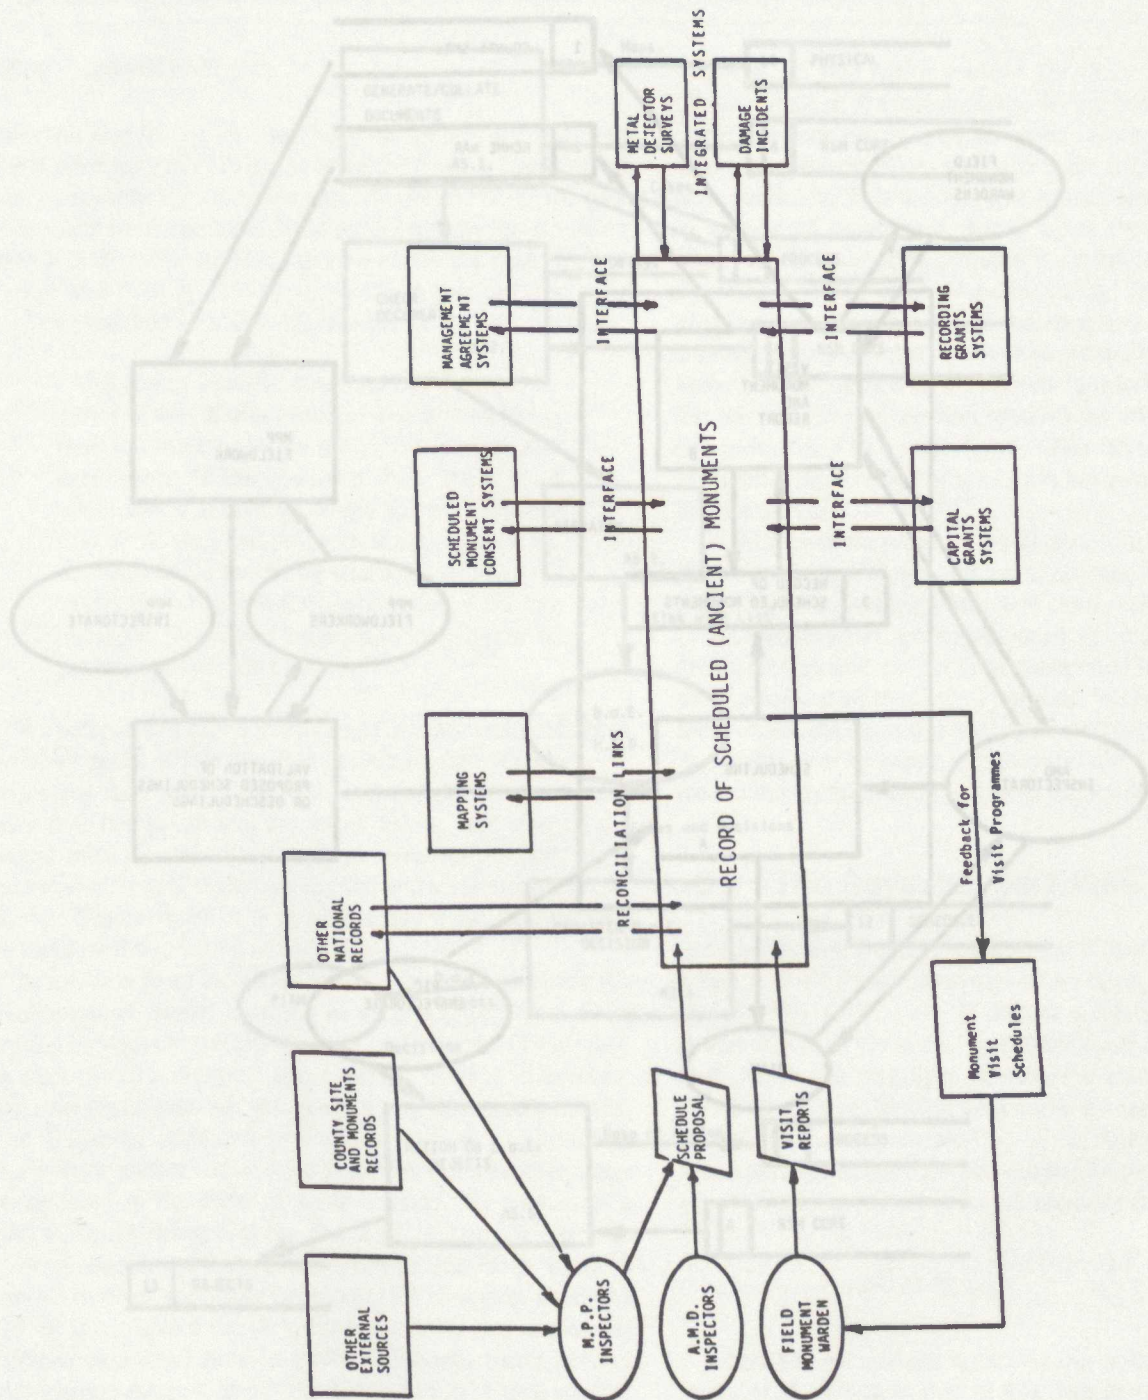 OTHER
EXTERNAL
SOURCES
COUNTY SITE
AND MONUMENTS
RECORDS
OTHER
NATIONAL
RECORDS
MAPPING
SYSTEMS
SCHEDULED
MONUMENT
CONSENT SYSTEMS
MANAGEMENT
AGREEMENT
SYSTEMS
METAL
DETECTOR
SURVEYS
INTEGRATED SYSTEMS
DAMAGE
INCIDENTS
RECONCILIATION LINKS
INTERFACE
INTERFACE
M.P.P.
INSPECTORS
A.M.D.
INSPECTORS
FIELD
MONUMENT
WARDEN
SCHEDULE
PROPOSAL
VISIT
REPORTS
RECORD OF SCHEDULED (ANCIENT) MONUMENTS
INTERFACE
INTERFACE
CAPITAL
GRANTS
SYSTEMS
RECORDING
GRANTS
SYSTEMS
Feedback for
Visit Programmes
Monument
Visit
Schedules